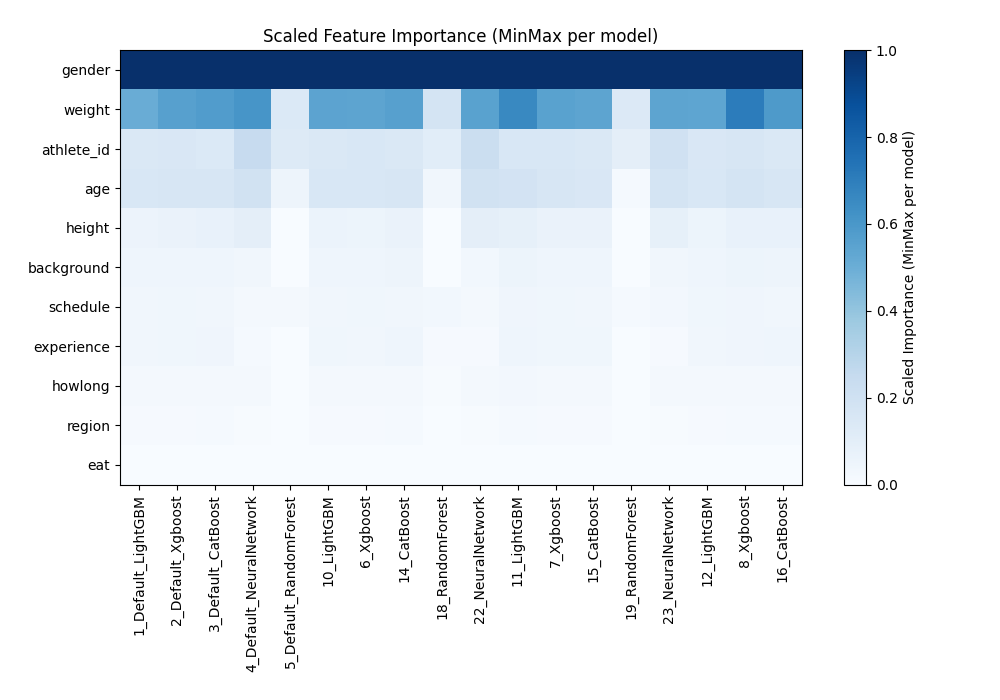 Scaled Feature Importance (MinMax per model)
gender
weight
athlete_id
age
height
background
schedule
experience
howlong
region
eat
1_Default_LightGBM
2_Default_Xgboost
3_Default_CatBoost
4_Default_NeuralNetwork
5_Default_RandomForest
10_LightGBM
6_Xgboost
14_CatBoost
18_RandomForest
22_NeuralNetwork
11_LightGBM
7_Xgboost
15_CatBoost
19_RandomForest
23_NeuralNetwork
12_LightGBM
8_Xgboost
16_CatBoost
1.0
0.8
0.6
0.4
0.2
0.0
Scaled Importance (MinMax per model)